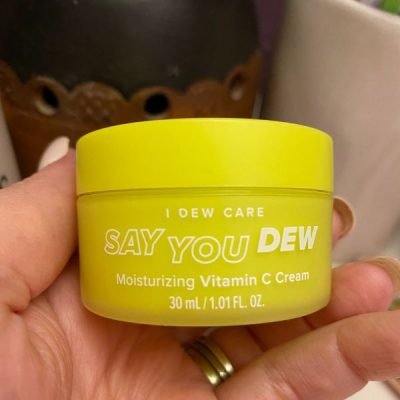 I DEW CARE
SAY YOU DEW
Moisturizing Vitamin C Cream
30 mL / 1.01 FL. OZ.